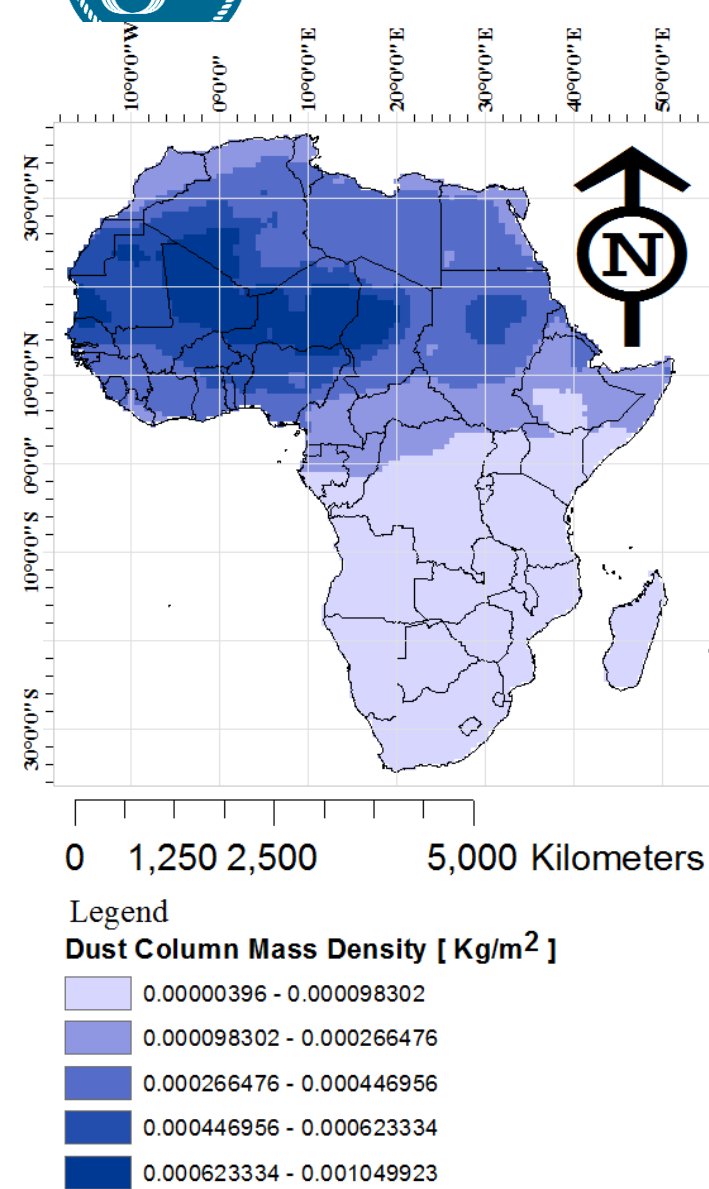 10°0'0"W 0°0'0" 10°0'0"E 20°0'0"E 30°0'0"E 40°0'0"E 50°0'0"E
30°0'0"N
N
10°0'0"N
0°0'0"
10°0'0"S
30°0'0"S
0 1,250 2,500 5,000 Kilometers
Legend
Dust Column Mass Density [ Kg/m2 ]
0.00000396 - 0.000098302
0.000098302 - 0.000266476
0.000266476 - 0.000446956
0.000446956 - 0.000623334
0.000623334 - 0.001049923